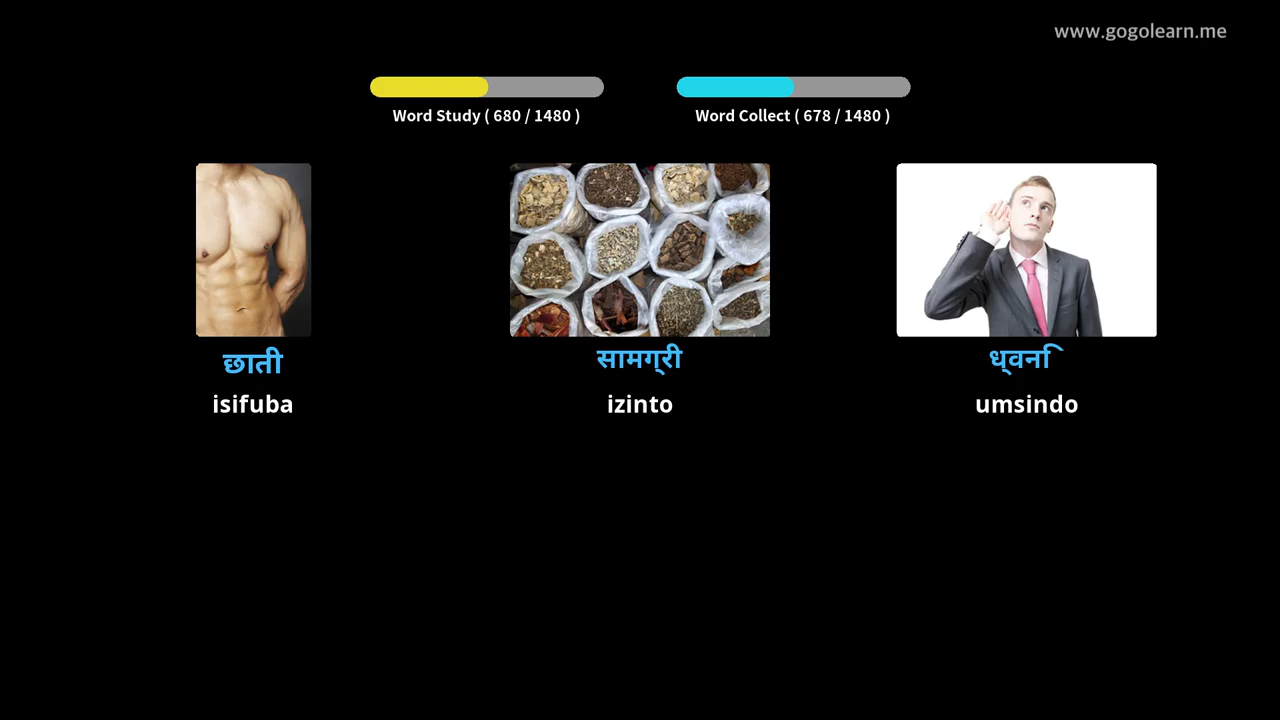 www.gogolearn.me
Word Study ( 680 / 1480 )
Word Collect ( 678 / 1480 )
छाती
सामग्री
ध्वनि
isifuba
izinto
umsindo